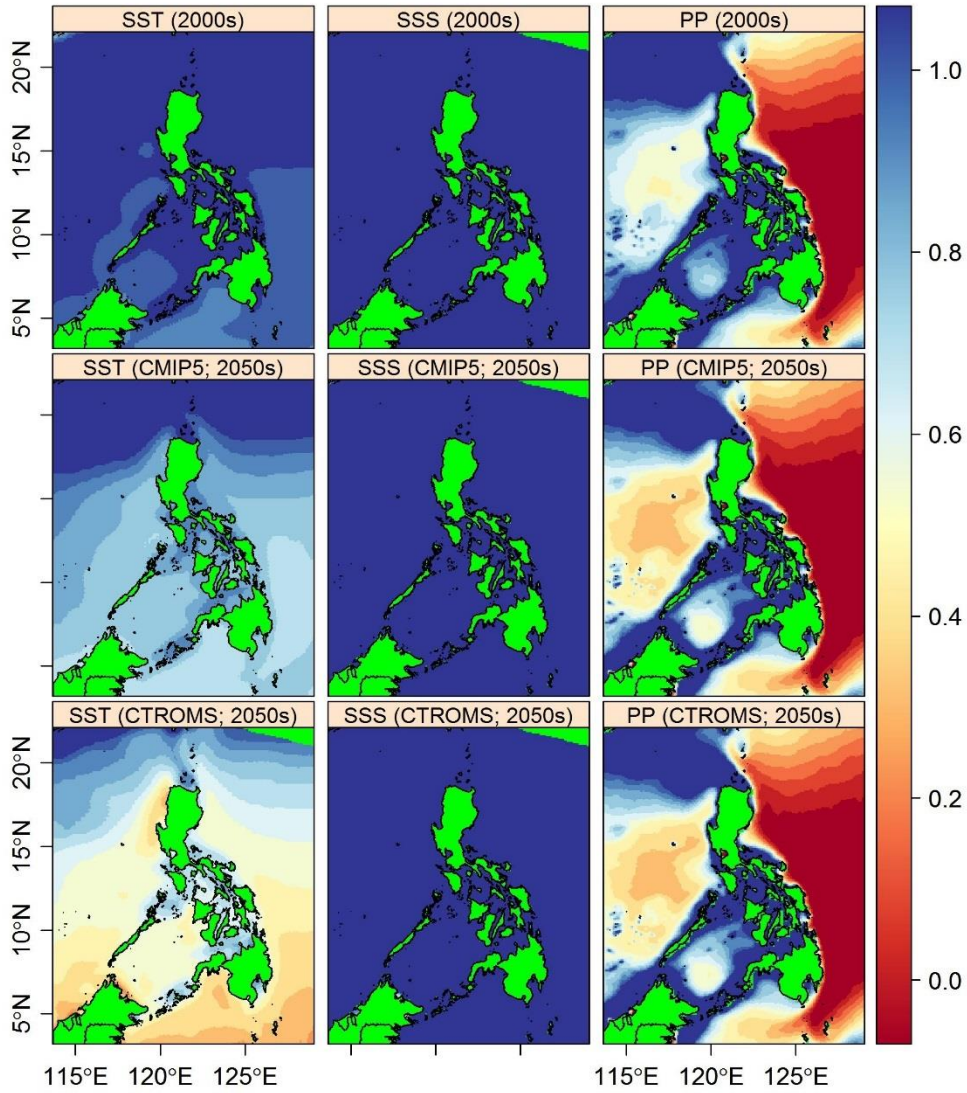 SST (2000s) SSS (2000s) PP (2000s)
20°N
15°N
10°N
5°N
1.0
0.8
SST (CMIP5; 2050s) SSS (CMIP5; 2050s) PP (CMIP5; 2050s)
0.6
0.4
SST (CTROMS; 2050s) SSS (CTROMS; 2050s) PP (CTROMS; 2050s)
20°N
15°N
10°N
5°N
0.2
0.0
115°E 120°E 125°E 115°E 120°E 125°E